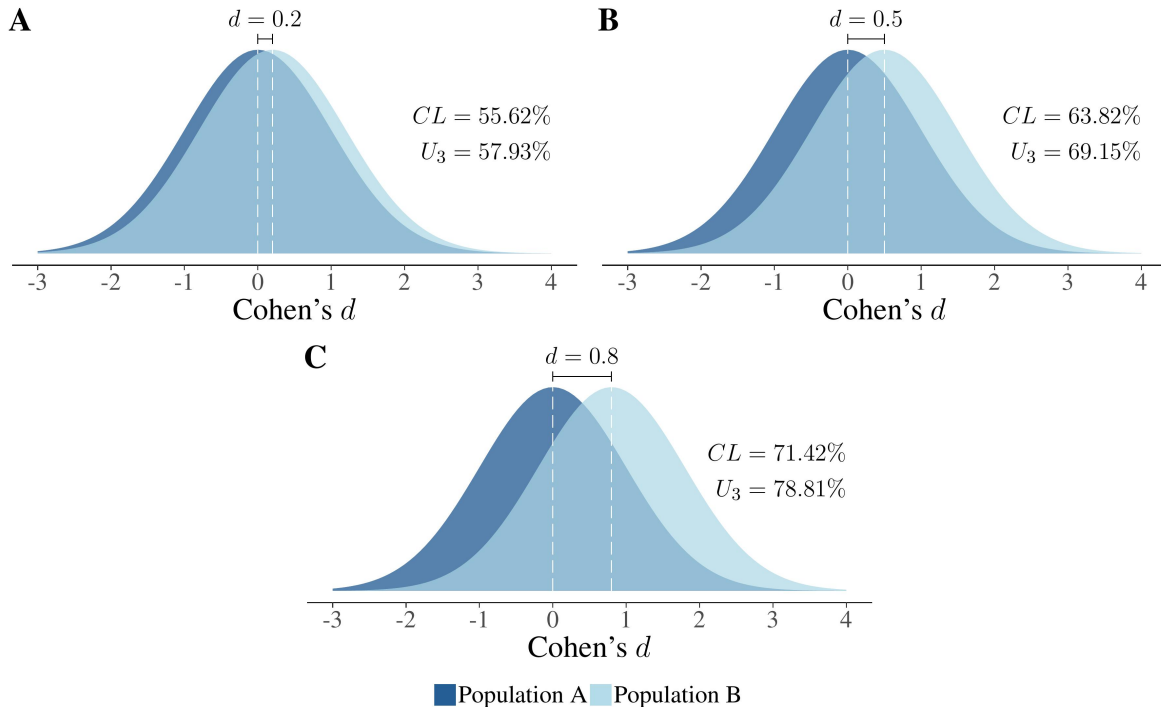 A
d = 0.2
CL = 55.62%
U₃ = 57.93%
-3 -2 -1 0 1 2 3 4
Cohen's d
B
d = 0.5
CL = 63.82%
U₃ = 69.15%
-3 -2 -1 0 1 2 3 4
Cohen's d
C
d = 0.8
CL = 71.42%
U₃ = 78.81%
-3 -2 -1 0 1 2 3 4
Cohen's d
Population A Population B